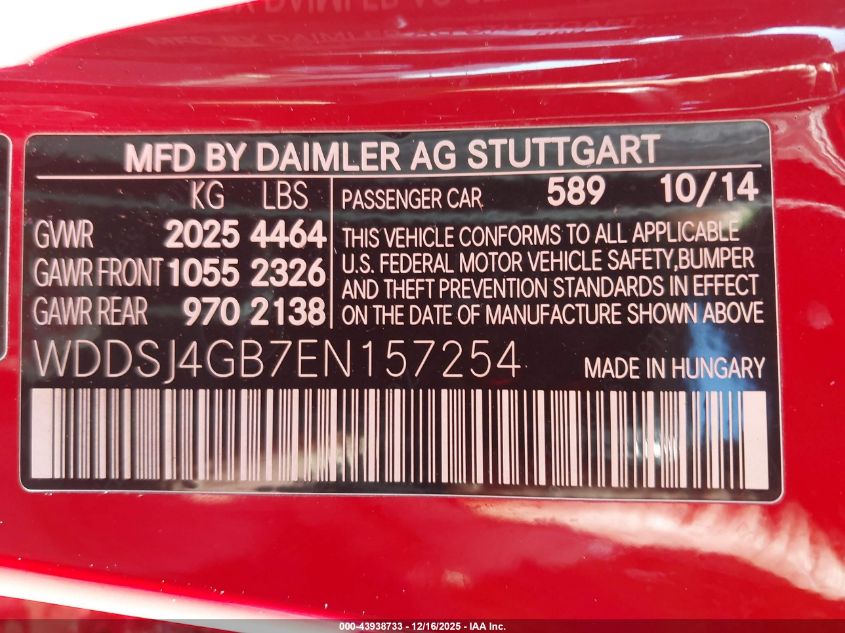 MFD BY DAIMLER AG STUTTGART
KG LBS PASSENGER CAR 589 10/14
GVWR 2025 4464 THIS VEHICLE CONFORMS TO ALL APPLICABLE
GAWR FRONT 1055 2326 U.S. FEDERAL MOTOR VEHICLE SAFETY,BUMPER
AND THEFT PREVENTION STANDARDS IN EFFECT
GAWR REAR 970 2138 ON THE DATE OF MANUFACTURE SHOWN ABOVE
WDDSJ4GB7EN157254 MADE IN HUNGARY
000-43938733 - 12/16/2025 - IAA Inc.